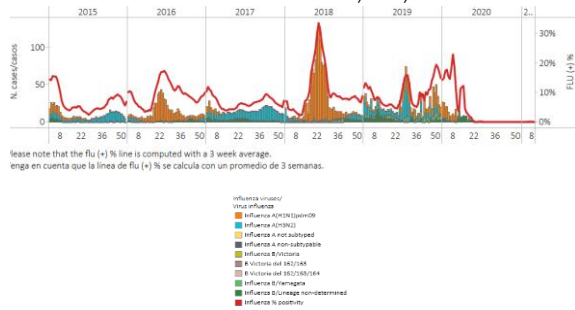 2015 2016 2017 2018 2019 2020 2...
N. cases/casos
100
50
0
30%
20%
10%
0%
FLU (+) %
8 22 36 50 8 22 36 50 8 22 36 50 8 22 36 50 8 22 36 50 8 22 36 50 8
lease note that the flu (+) % line is computed with a 3 week average.
enga en cuenta que la línea de flu (+) % se calcula con un promedio de 3 semanas.
Influenza viruses/
Virus influenza
Influenza A(H1N1)pdm09
Influenza A(H3N2)
Influenza A not subtyped
Influenza A non-subtypable
Influenza B/Victoria
B Victoria del 162/163
B Victoria del 162/163/164
Influenza B/Yamagata
Influenza B/Lineage non-determined
Influenza % positivity